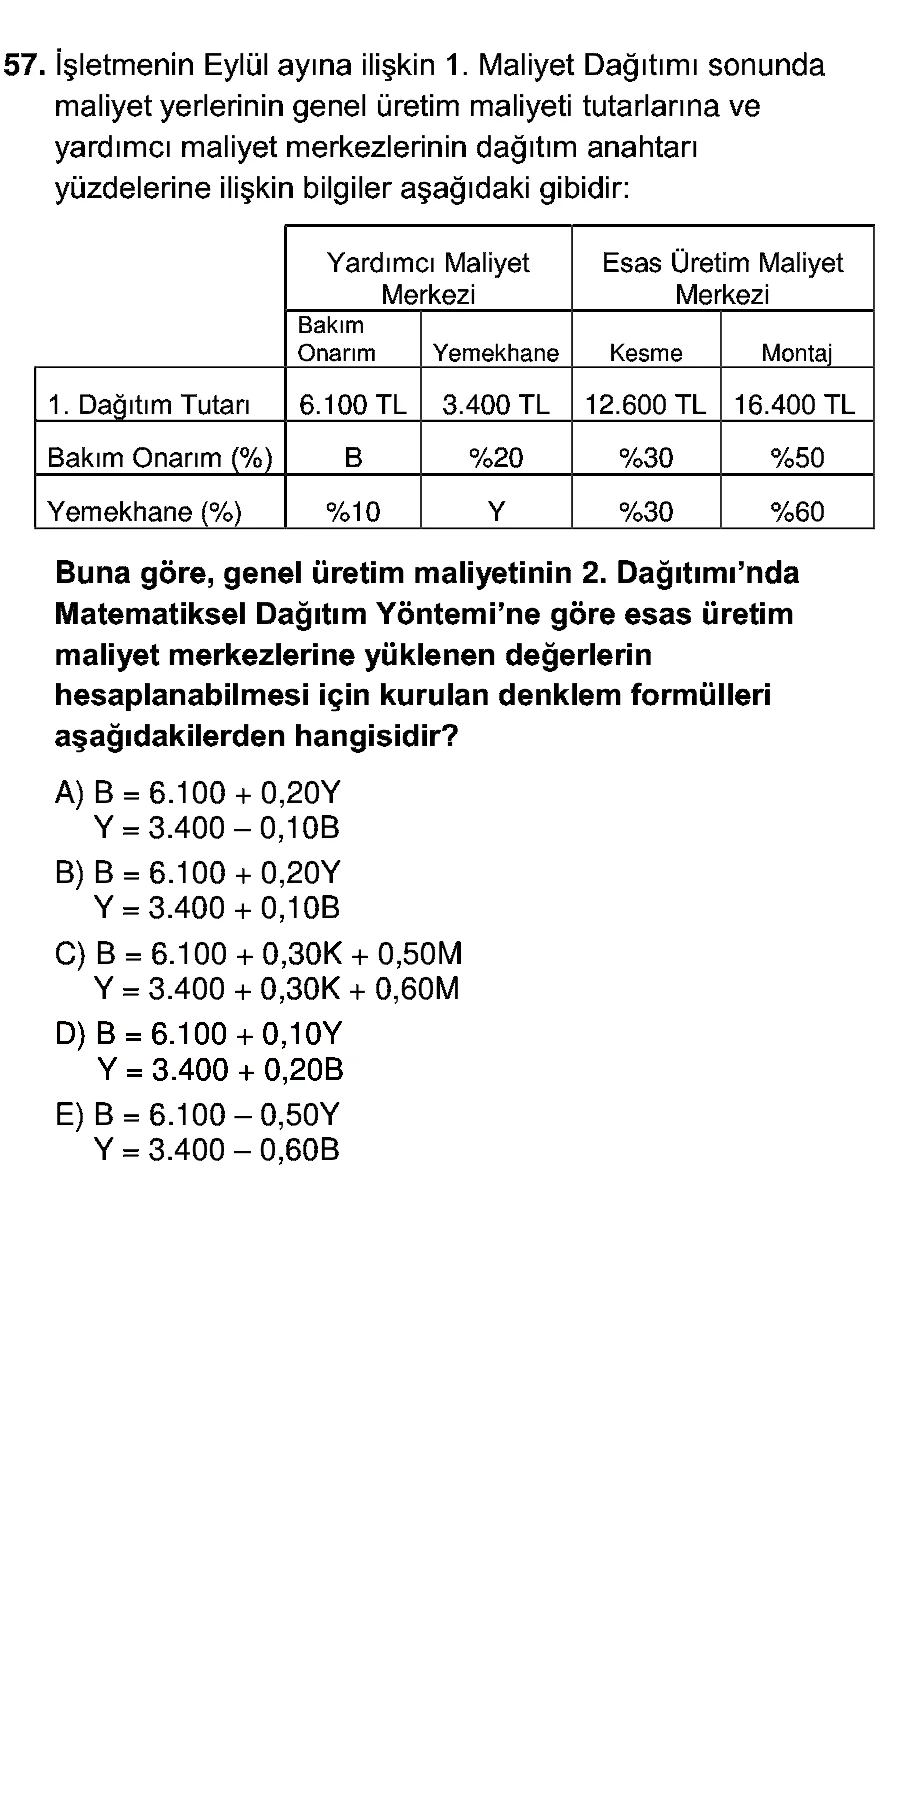 57. İşletmenin Eylül ayına ilişkin 1. Maliyet Dağıtımı sonunda
maliyet yerlerinin genel üretim maliyeti tutarlarına ve
yardımcı maliyet merkezlerinin dağıtım anahtarı
yüzdelerine ilişkin bilgiler aşağıdaki gibidir:
Yardımcı Maliyet Merkezi Esas Üretim Maliyet Merkezi
Bakım Onarım Yemekhane Kesme Montaj
1. Dağıtım Tutarı 6.100 TL 3.400 TL 12.600 TL 16.400 TL
Bakım Onarım (%) B %20 %30 %50
Yemekhane (%) %10 Y %30 %60
Buna göre, genel üretim maliyetinin 2. Dağıtımı’nda
Matematiksel Dağıtım Yöntemi’ne göre esas üretim
maliyet merkezlerine yüklenen değerlerin
hesaplanabilmesi için kurulan denklem formülleri
aşağıdakilerden hangisidir?
A) B = 6.100 + 0,20Y
Y = 3.400 – 0,10B
B) B = 6.100 + 0,20Y
Y = 3.400 + 0,10B
C) B = 6.100 + 0,30K + 0,50M
Y = 3.400 + 0,30K + 0,60M
D) B = 6.100 + 0,10Y
Y = 3.400 + 0,20B
E) B = 6.100 – 0,50Y
Y = 3.400 – 0,60B